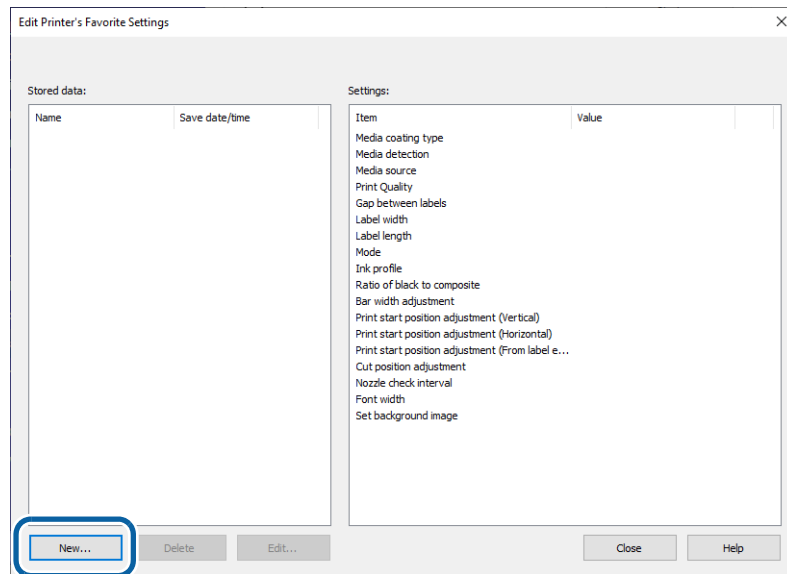 Edit Printer's Favorite Settings
Stored data:
Settings:
Name Save date/time
Item Value
Media coating type
Media detection
Media source
Print Quality
Gap between labels
Label width
Label length
Mode
Ink profile
Ratio of black to composite
Bar width adjustment
Print start position adjustment (Vertical)
Print start position adjustment (Horizontal)
Print start position adjustment (From label e...
Cut position adjustment
Nozzle check interval
Font width
Set background image
New... Delete Edit... Close Help